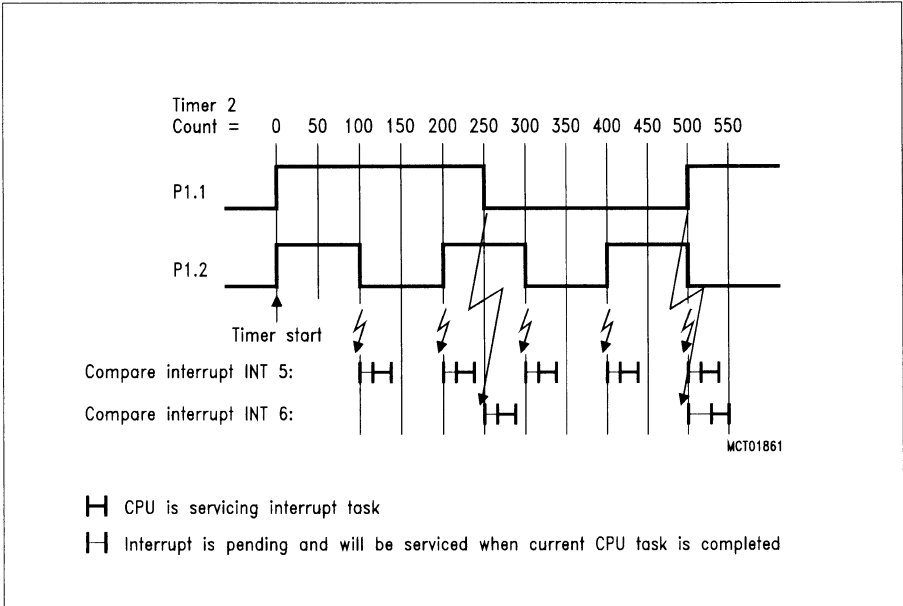 Timer 2
Count = 0 50 100 150 200 250 300 350 400 450 500 550
P1.1
P1.2
Timer start
Compare interrupt INT 5:
Compare interrupt INT 6:
MCT01861
CPU is servicing interrupt task
Interrupt is pending and will be serviced when current CPU task is completed